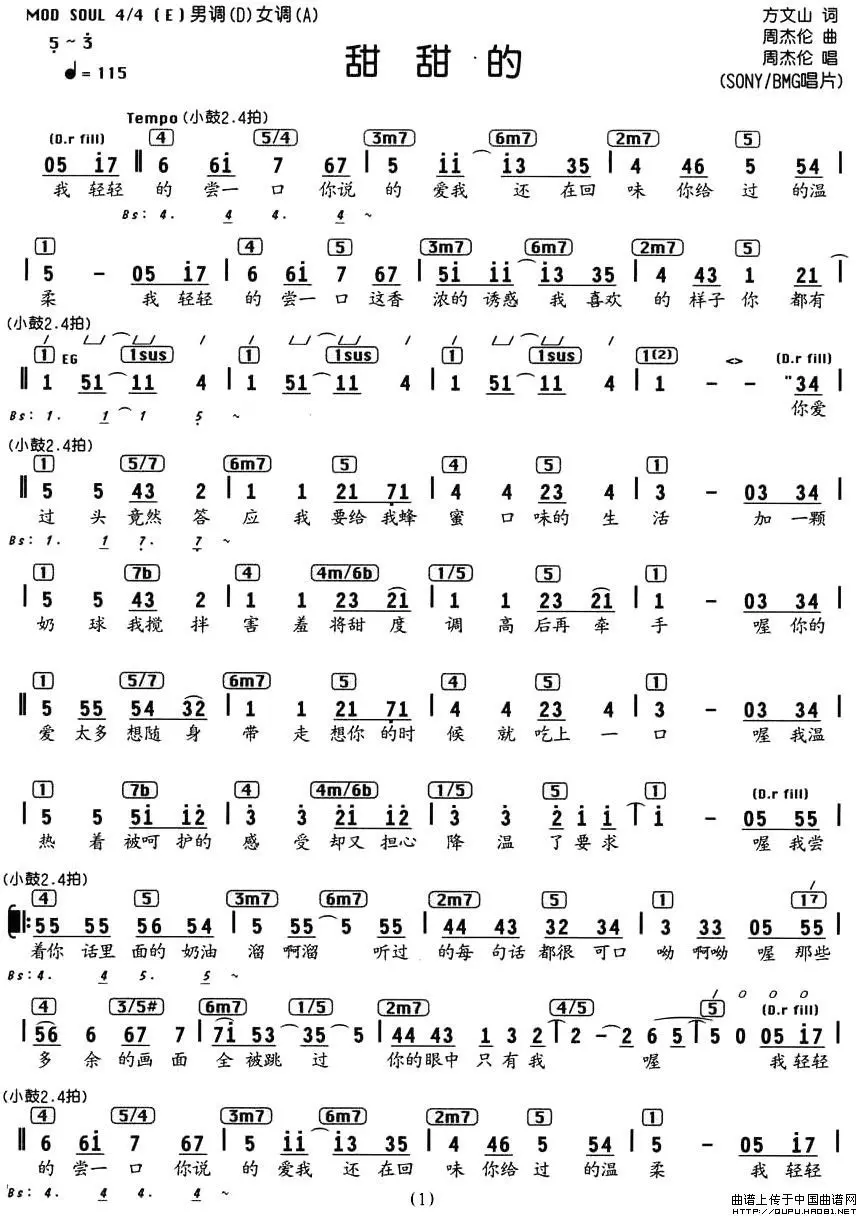 MOD SOUL 4/4 (E)男调(D)女调(A)
方文山 词
5 ~ 3
周杰伦 曲
♩= 115
甜甜的
周杰伦 唱
(SONY/BMG唱片)
Tempo (小鼓2.4拍)
(D.r fill) 4 5/4 3m7 6m7 2m7 5
05 i7 ‖ 6 6i 7 67 | 5 ii i3 35 | 4 46 5 54 |
我 轻轻 的 尝一 口 你说 的 爱我 还 在回 味 你给 过 的温
Bs: 4. 4 4. 4 ~
1 4 5 3m7 6m7 2m7 5
| 5 - 05 i7 | 6 6i 7 67 | 5i ii i3 35 | 4 43 1 21 |
柔 我 轻轻 的 尝一 口 这香 浓的 诱惑 我 喜欢 的 样子 你 都有
(小鼓2.4拍)
1 EG 1sus 1 1sus 1 1sus 1(2) <> (D.r fill)
‖ 1 51 11 4 | 1 51 11 4 | 1 51 11 4 | 1 - - "34 |
你爱
Bs: 1. 1 1 5 ~
(小鼓2.4拍)
1 5/7 6m7 5 4 5 1
‖ 5 5 43 2 | 1 1 21 71 | 4 4 23 4 | 3 - 03 34 |
过 头 竟然 答 应 我 要给 我蜂 蜜 口 味的 生 活 加 一颗
Bs: 1. 1 7. 7 ~
1 7b 4 4m/6b 1/5 5 1
| 5 5 43 2 | 1 1 23 21 | 1 1 23 21 | 1 - 03 34 |
奶 球 我搅 拌 害 羞 将甜 度 调 高 后再 牵 手 喔 你的
1 5/7 6m7 5 4 5 1
‖ 5 55 54 32 | 1 1 21 71 | 4 4 23 4 | 3 - 03 34 |
爱 太多 想随 身 带 走 想你 的时 候 就 吃上 一 口 喔 我温
1 7b 4 4m/6b 1/5 5 1 (D.r fill)
| 5 5 5i i2 | 3 3 2i i2 | 3 3 2 i i | i - 05 55 |
热 着 被呵 护的 感 受 却又 担心 降 温 了 要 求 喔 我尝
(小鼓2.4拍)
4 5 3m7 6m7 2m7 5 1 17
‖: 55 55 56 54 | 5 55 5 55 | 44 43 32 34 | 3 33 05 55 |
着你 话里 面的 奶油 溜 啊溜 听过 的每 句话 都很 可口 呦 啊呦 喔 那些
Bs: 4. 4 5. 5 ~
4 3/5# 6m7 1/5 2m7 4/5 5 (D.r fill)
| 56 6 67 7 | 7i 53 35 5 | 44 43 1 3 2 | 2 - 2 6 5 | 5 0 05 i7 |
多 余 的画 面 全 被跳 过 你的 眼中 只 有 我 喔 我 轻轻
(小鼓2.4拍)
4 5/4 3m7 6m7 2m7 5 1
‖ 6 6i 7 67 | 5 ii i3 35 | 4 46 5 54 | 5 - 05 i7 |
的 尝一 口 你说 的 爱我 还 在回 味 你给 过 的温 柔 我 轻轻
Bs: 4. 4 4. 4 ~
(1)
曲谱上传于中国曲谱网
HTTP://QUPU.HAO81.NET